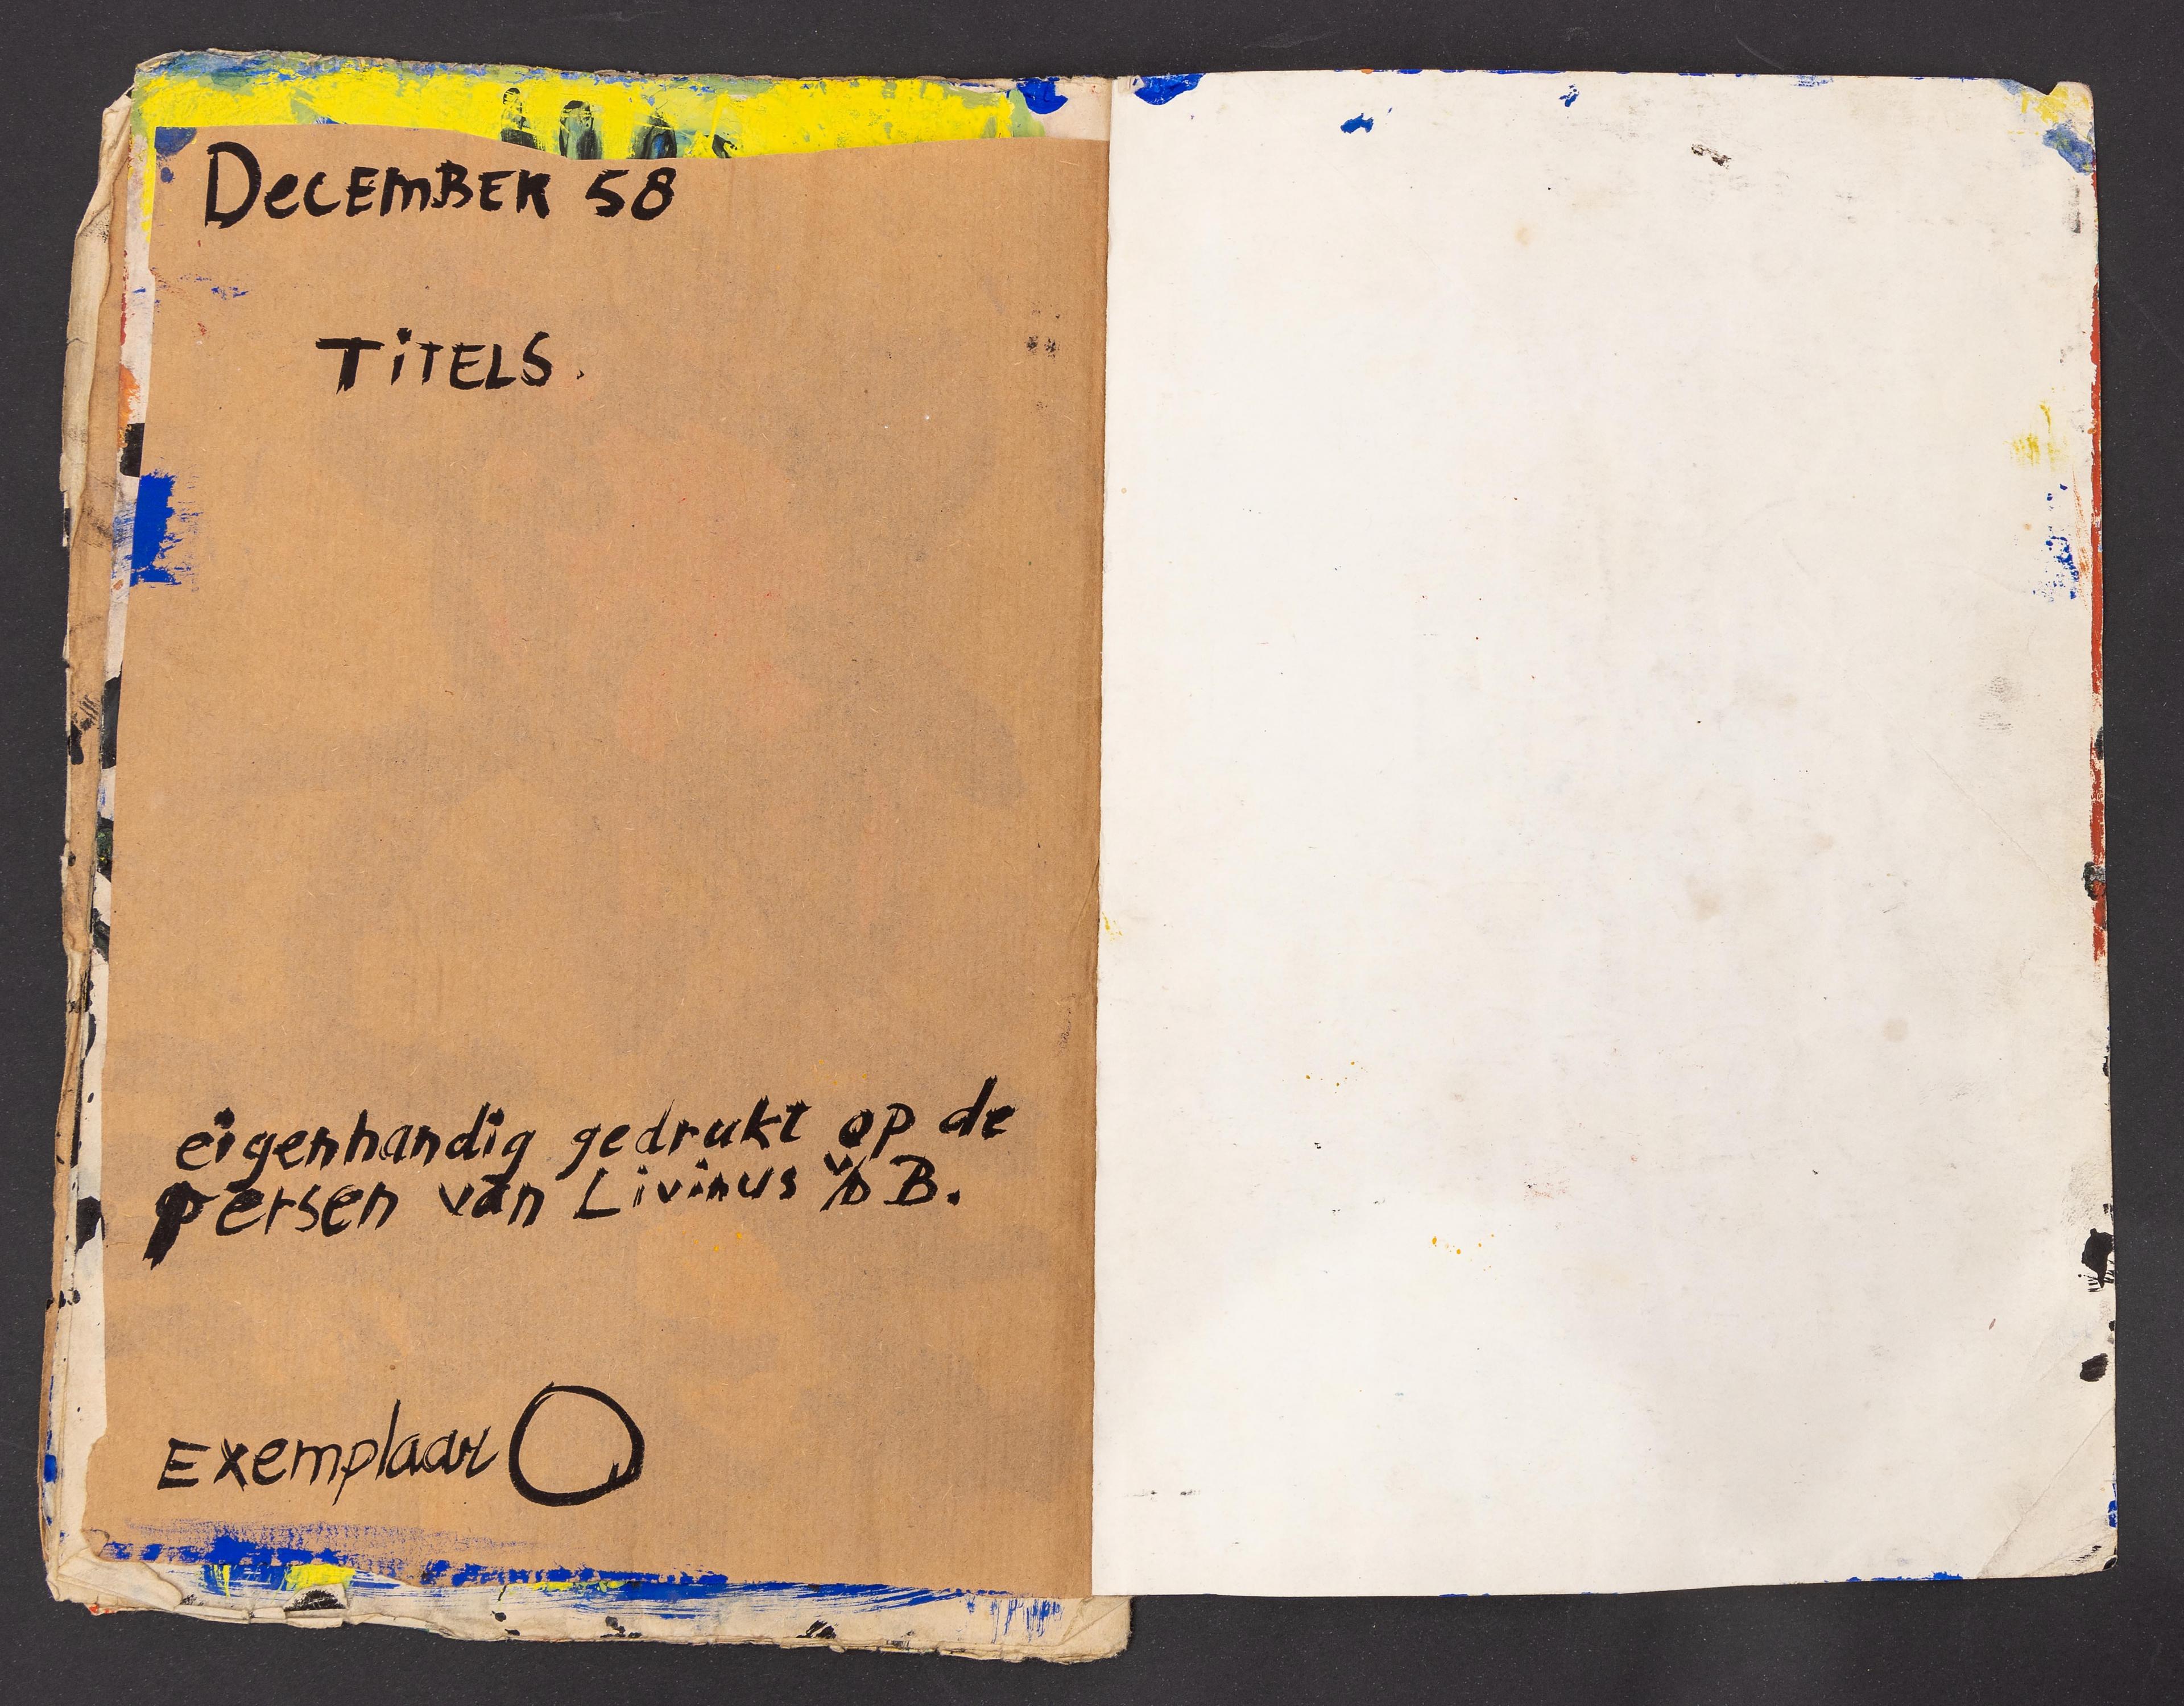 DeCEmBER 58
TiTELS.
eigenhandig gedrukt op de
persen van Livinus v/d B.
Exemplaar O